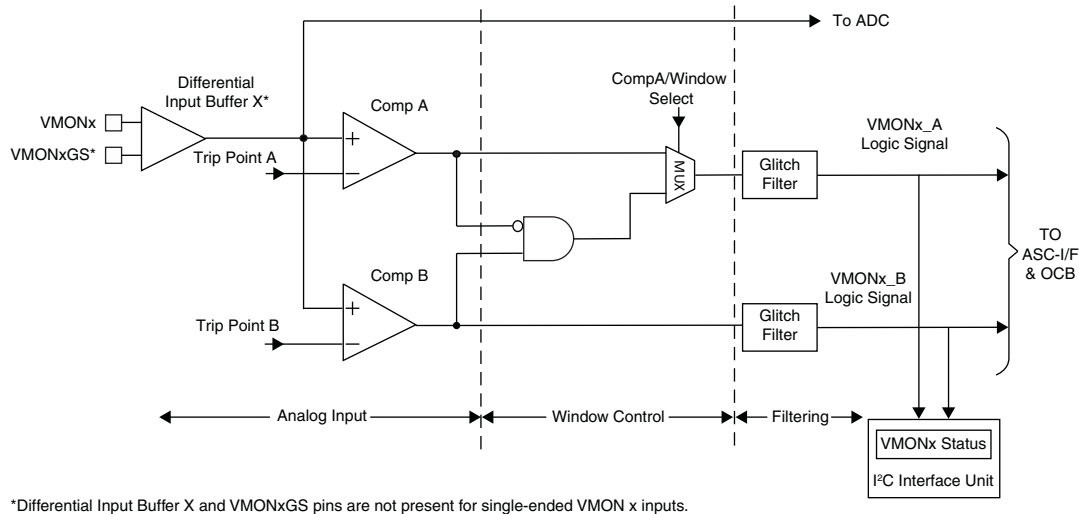 To ADC
Differential
Input Buffer X*
CompA/Window
Select
Comp A
VMONx
VMONxGS*
Trip Point A
+
–
MUX
Glitch
Filter
VMONx_A
Logic Signal
TO
ASC-I/F
& OCB
Comp B
Trip Point B
+
–
Glitch
Filter
VMONx_B
Logic Signal
Analog Input
Window Control
Filtering
VMONx Status
I²C Interface Unit
*Differential Input Buffer X and VMONxGS pins are not present for single-ended VMON x inputs.